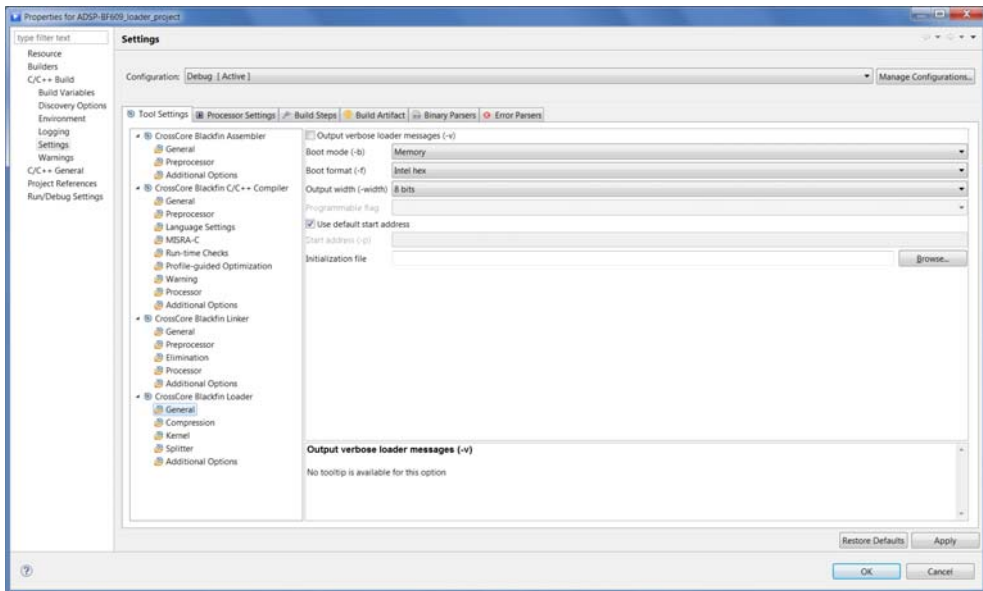 Properties for ADSP-BF609_loader_project
type filter text
Resource
Builders
C/C++ Build
Build Variables
Discovery Options
Environment
Logging
Settings
Warnings
C/C++ General
Project References
Run/Debug Settings
Settings
Configuration: Debug [ Active ]
Manage Configurations...
Tool Settings Processor Settings Build Steps Build Artifact Binary Parsers Error Parsers
CrossCore Blackfin Assembler
General
Preprocessor
Additional Options
CrossCore Blackfin C/C++ Compiler
General
Preprocessor
Language Settings
MISRA-C
Run-time Checks
Profile-guided Optimization
Warning
Processor
Additional Options
CrossCore Blackfin Linker
General
Preprocessor
Elimination
Processor
Additional Options
CrossCore Blackfin Loader
General
Compression
Kernel
Splitter
Additional Options
Output verbose loader messages (-v)
Boot mode (-b) Memory
Boot format (-f) Intel hex
Output width (-width) 8 bits
Programmable flag
Use default start address
Start address (-p)
Initialization file Browse...
Output verbose loader messages (-v)
No tooltip is available for this option
Restore Defaults Apply
OK Cancel